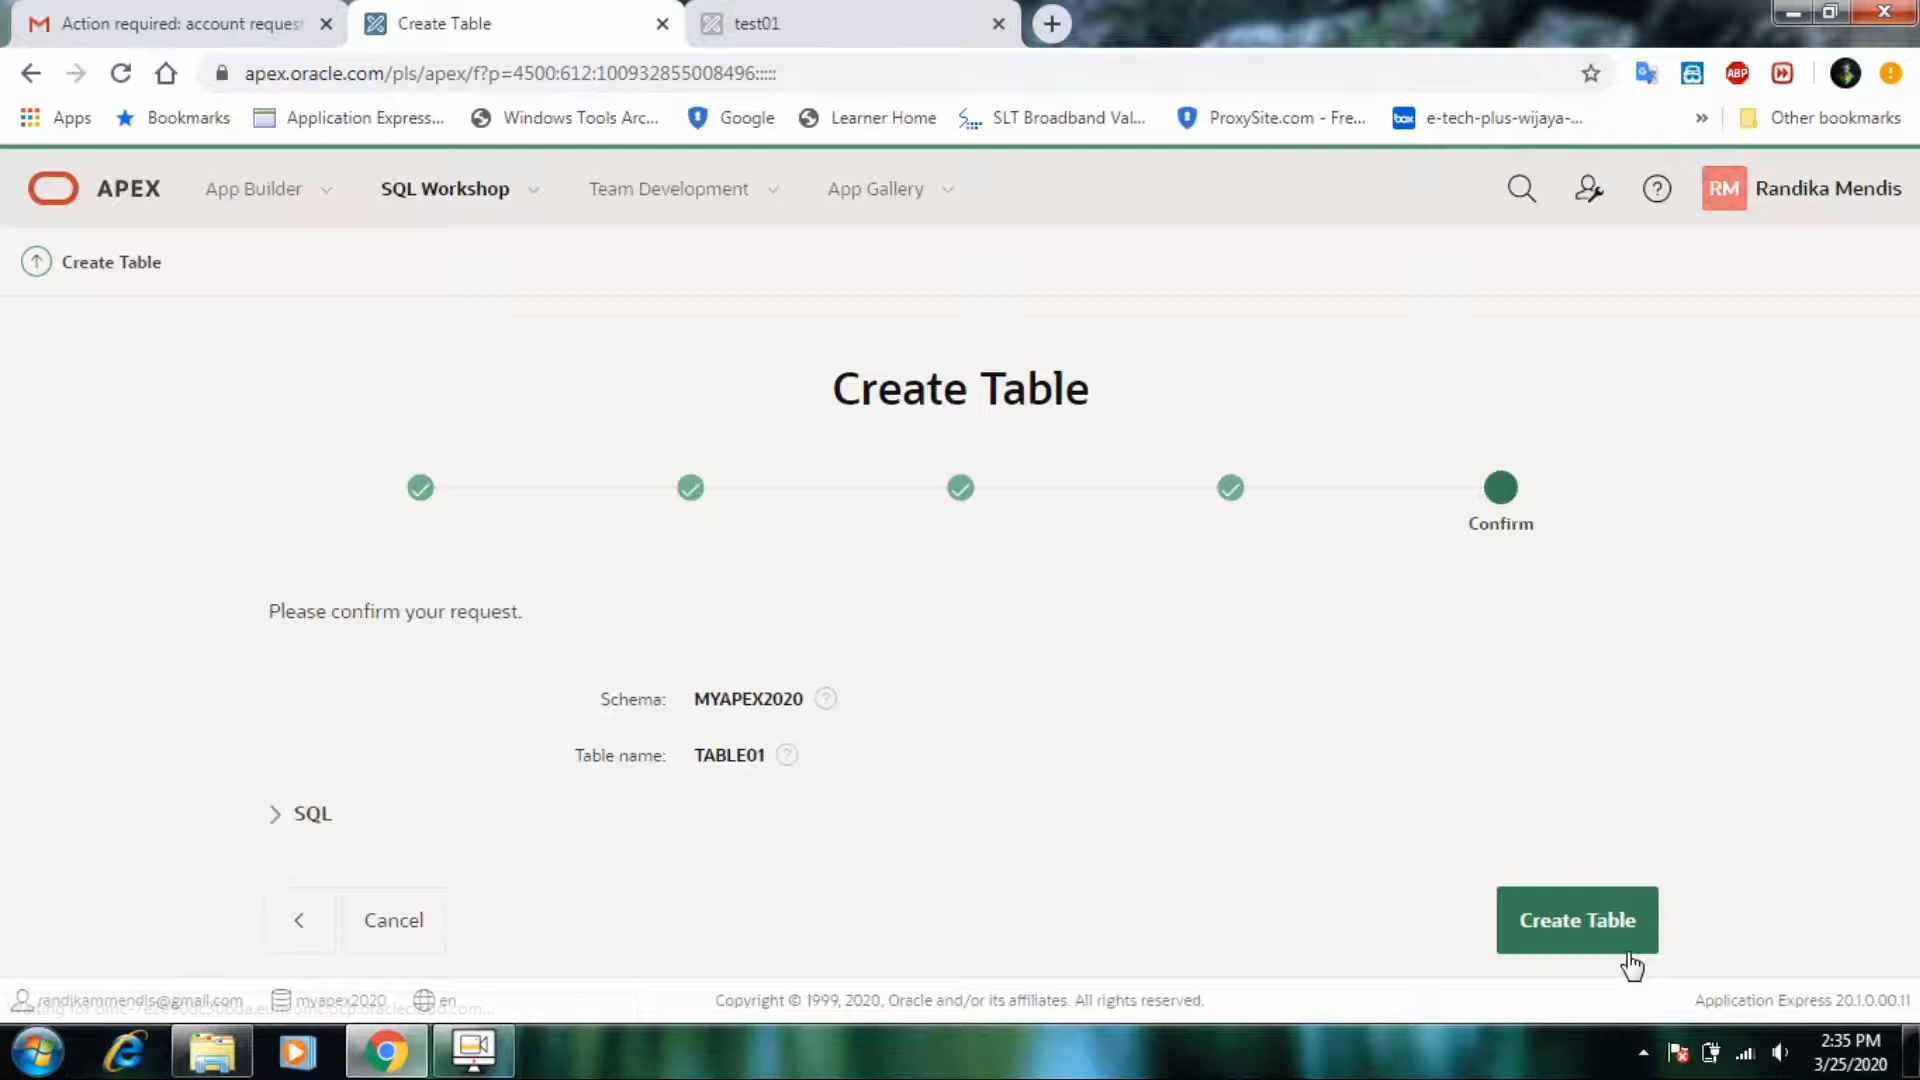 Action required: account request
Create Table
test01
apex.oracle.com/pls/apex/f?p=4500:612:100932855008496:::::
ABP
Apps
Bookmarks
Application Express...
Windows Tools Arc...
Google
Learner Home
SLT Broadband Val...
ProxySite.com - Fre...
box
e-tech-plus-wijaya-...
»
Other bookmarks
APEX
App Builder
SQL Workshop
Team Development
App Gallery
RM
Randika Mendis
Create Table
Create Table
Confirm
Please confirm your request.
Schema: MYAPEX2020
Table name: TABLE01
SQL
Cancel
Create Table
randikammendis@gmail.com
myapex2020
en
Copyright © 1999, 2020, Oracle and/or its affiliates. All rights reserved.
Application Express 20.1.0.00.11
2:35 PM
3/25/2020